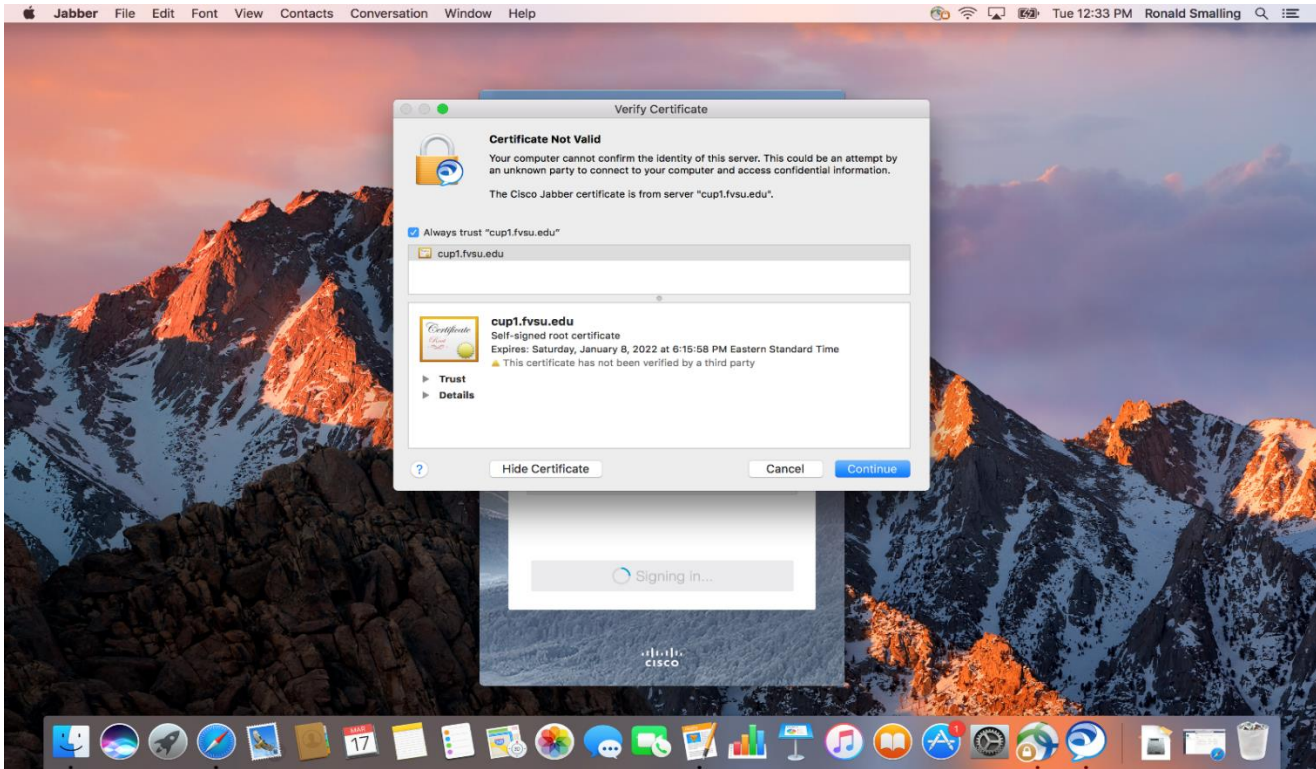 Jabber File Edit Font View Contacts Conversation Window Help Tue 12:33 PM Ronald Smalling
Verify Certificate
Certificate Not Valid
Your computer cannot confirm the identity of this server. This could be an attempt by
an unknown party to connect to your computer and access confidential information.
The Cisco Jabber certificate is from server "cup1.fvsu.edu".
Always trust "cup1.fvsu.edu"
cup1.fvsu.edu
Certificate
Root
cup1.fvsu.edu
Self-signed root certificate
Expires: Saturday, January 8, 2022 at 6:15:58 PM Eastern Standard Time
This certificate has not been verified by a third party
Trust
Details
? Hide Certificate Cancel Continue
Signing in...
CISCO
MAR
17
1